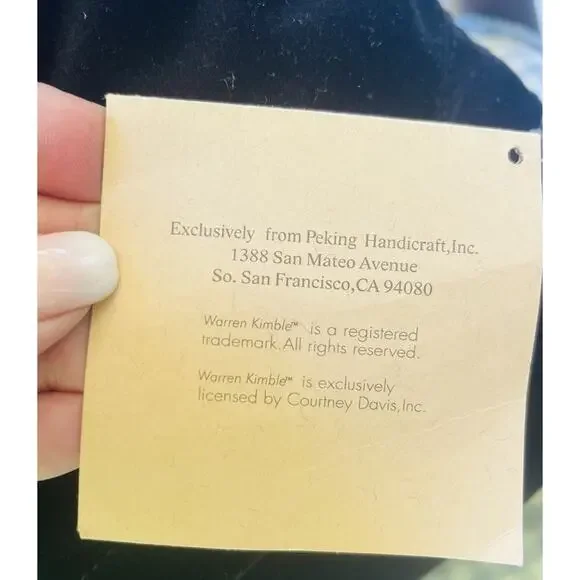 Exclusively from Peking Handicraft,Inc.
1388 San Mateo Avenue
So. San Francisco,CA 94080
Warren Kimble™ is a registered
trademark. All rights reserved.
Warren Kimble™ is exclusively
licensed by Courtney Davis,Inc.